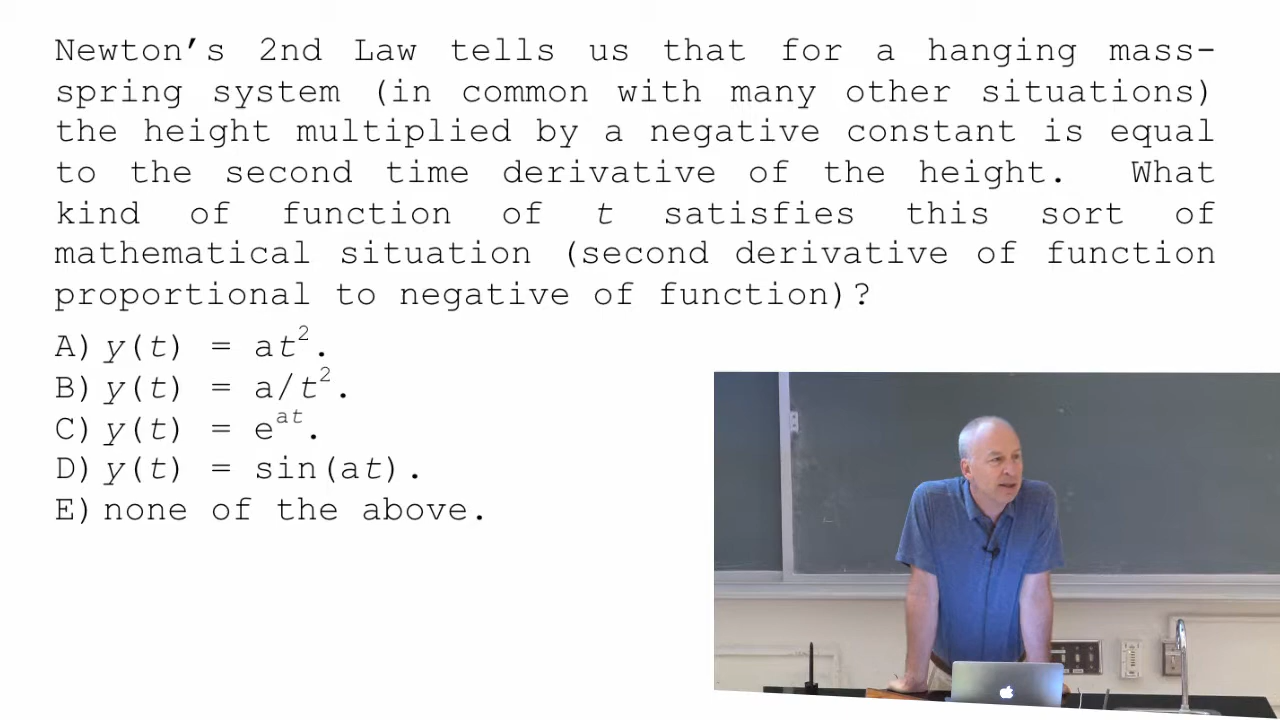 Newton’s 2nd Law tells us that for a hanging mass-
spring system (in common with many other situations)
the height multiplied by a negative constant is equal
to the second time derivative of the height. What
kind of function of t satisfies this sort of
mathematical situation (second derivative of function
proportional to negative of function)?
A) y(t) = at².
B) y(t) = a/t².
C) y(t) = eᵃᵗ.
D) y(t) = sin(at).
E) none of the above.